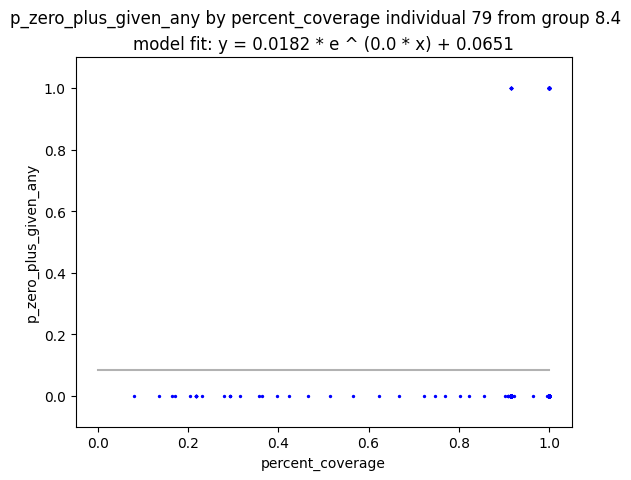 p_zero_plus_given_any by percent_coverage individual 79 from group 8.4
model fit: y = 0.0182 * e ^ (0.0 * x) + 0.0651
1.0
0.8
0.6
0.4
0.2
0.0
p_zero_plus_given_any
0.0 0.2 0.4 0.6 0.8 1.0
percent_coverage